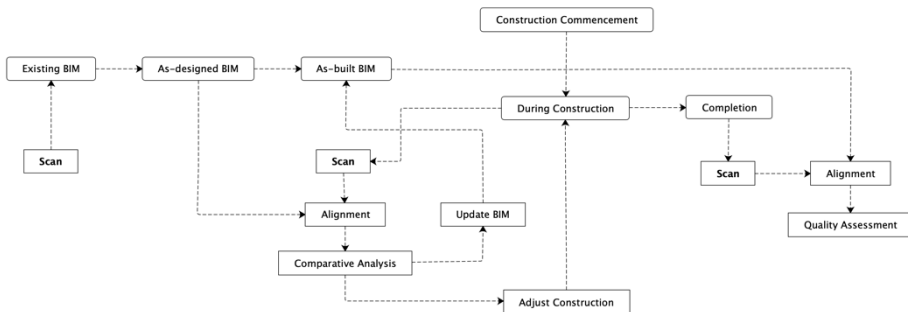 Construction Commencement
Existing BIM
As-designed BIM
As-built BIM
During Construction
Completion
Scan
Scan
Scan
Alignment
Alignment
Update BIM
Quality Assessment
Comparative Analysis
Adjust Construction